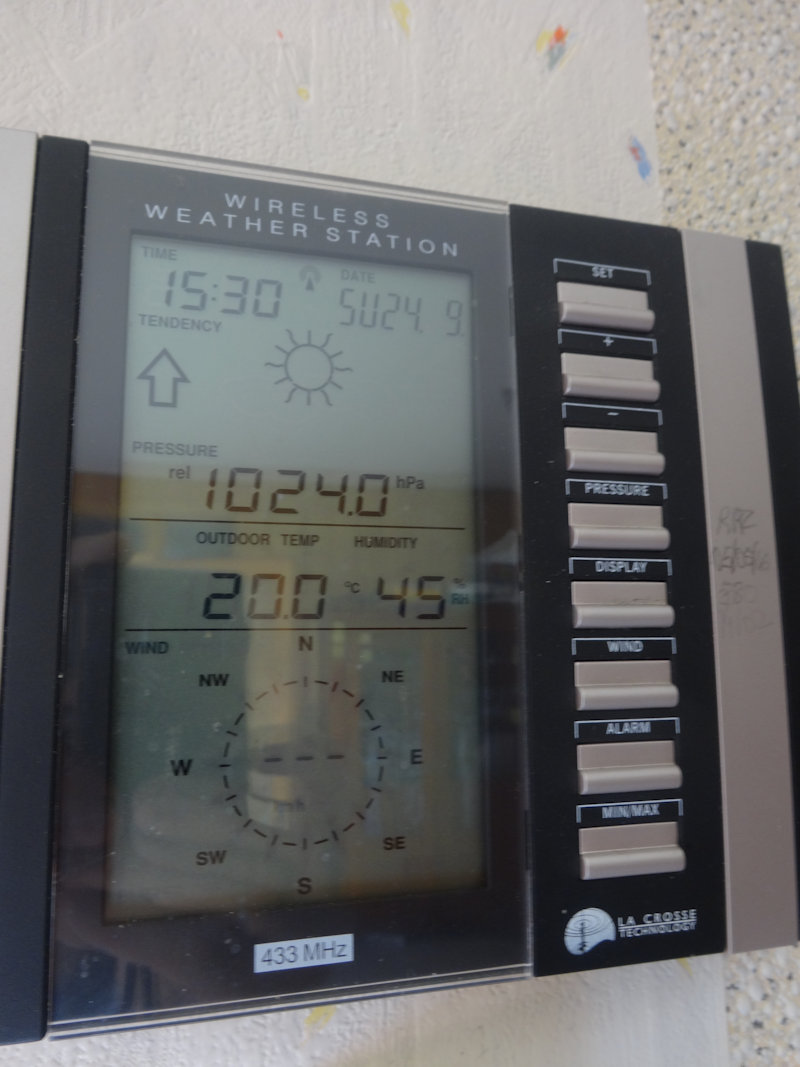 WIRELESS
WEATHER STATION
TIME
DATE
15:30
SU24. 9.
TENDENCY
PRESSURE
rel 1024.0 hPa
OUTDOOR TEMP HUMIDITY
20.0 °C 45 % RH
WIND
N
NW NE
W --- E
SW SE
S
433 MHz
SET
+
-
PRESSURE
DISPLAY
WIND
ALARM
MIN/MAX
LA CROSSE
TECHNOLOGY